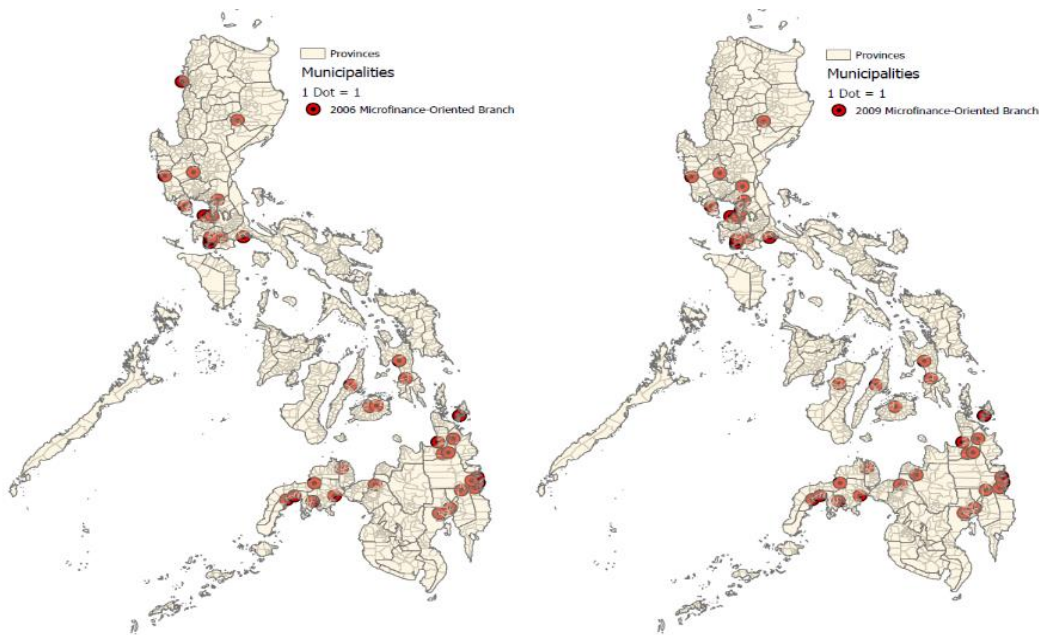 Provinces
Municipalities
1 Dot = 1
2006 Microfinance-Oriented Branch
Provinces
Municipalities
1 Dot = 1
2009 Microfinance-Oriented Branch